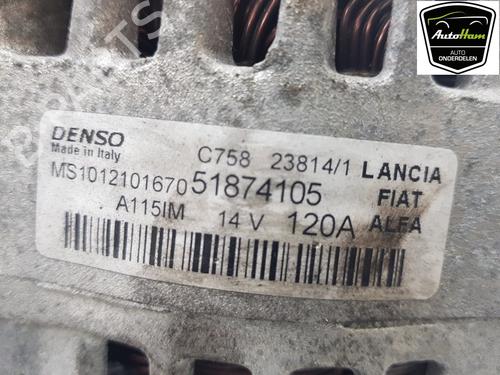 AutoHam
AUTO
ONDERDELEN
DENSO
Made in Italy
C758 23814/1 LANCIA
MS1012101670 51874105 FIAT
A115IM 14 V 120A ALFA